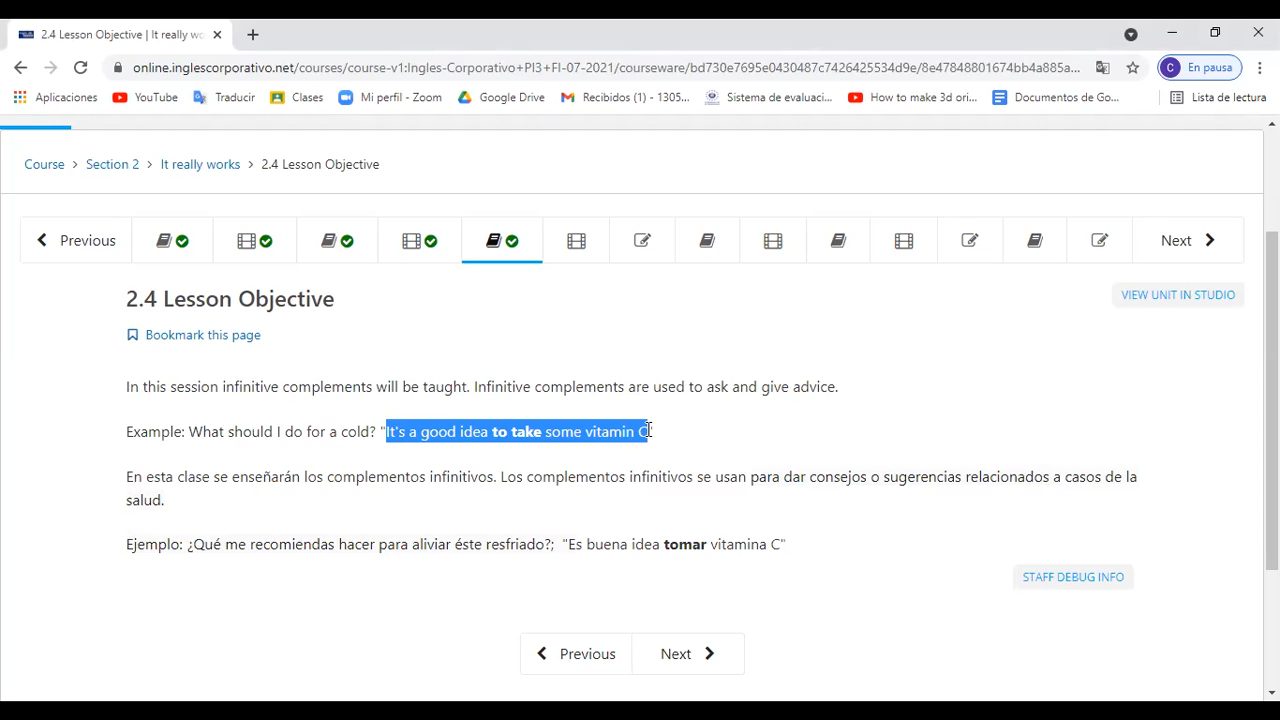 2.4 Lesson Objective | It really wo
online.inglescorporativo.net/courses/course-v1:Ingles-Corporativo+PI3+FI-07-2021/courseware/bd730e7695e0430487c7426425534d9e/8e47848801674bb4a885a...
C En pausa
Aplicaciones YouTube Traducir Clases Mi perfil - Zoom Google Drive Recibidos (1) - 1305... Sistema de evaluaci... How to make 3d ori... Documentos de Go... Lista de lectura
Course > Section 2 > It really works > 2.4 Lesson Objective
Previous Next
2.4 Lesson Objective
VIEW UNIT IN STUDIO
Bookmark this page
In this session infinitive complements will be taught. Infinitive complements are used to ask and give advice.
Example: What should I do for a cold? "It's a good idea to take some vitamin C"
En esta clase se enseñarán los complementos infinitivos. Los complementos infinitivos se usan para dar consejos o sugerencias relacionados a casos de la
salud.
Ejemplo: ¿Qué me recomiendas hacer para aliviar éste resfriado?; "Es buena idea tomar vitamina C"
STAFF DEBUG INFO
Previous Next